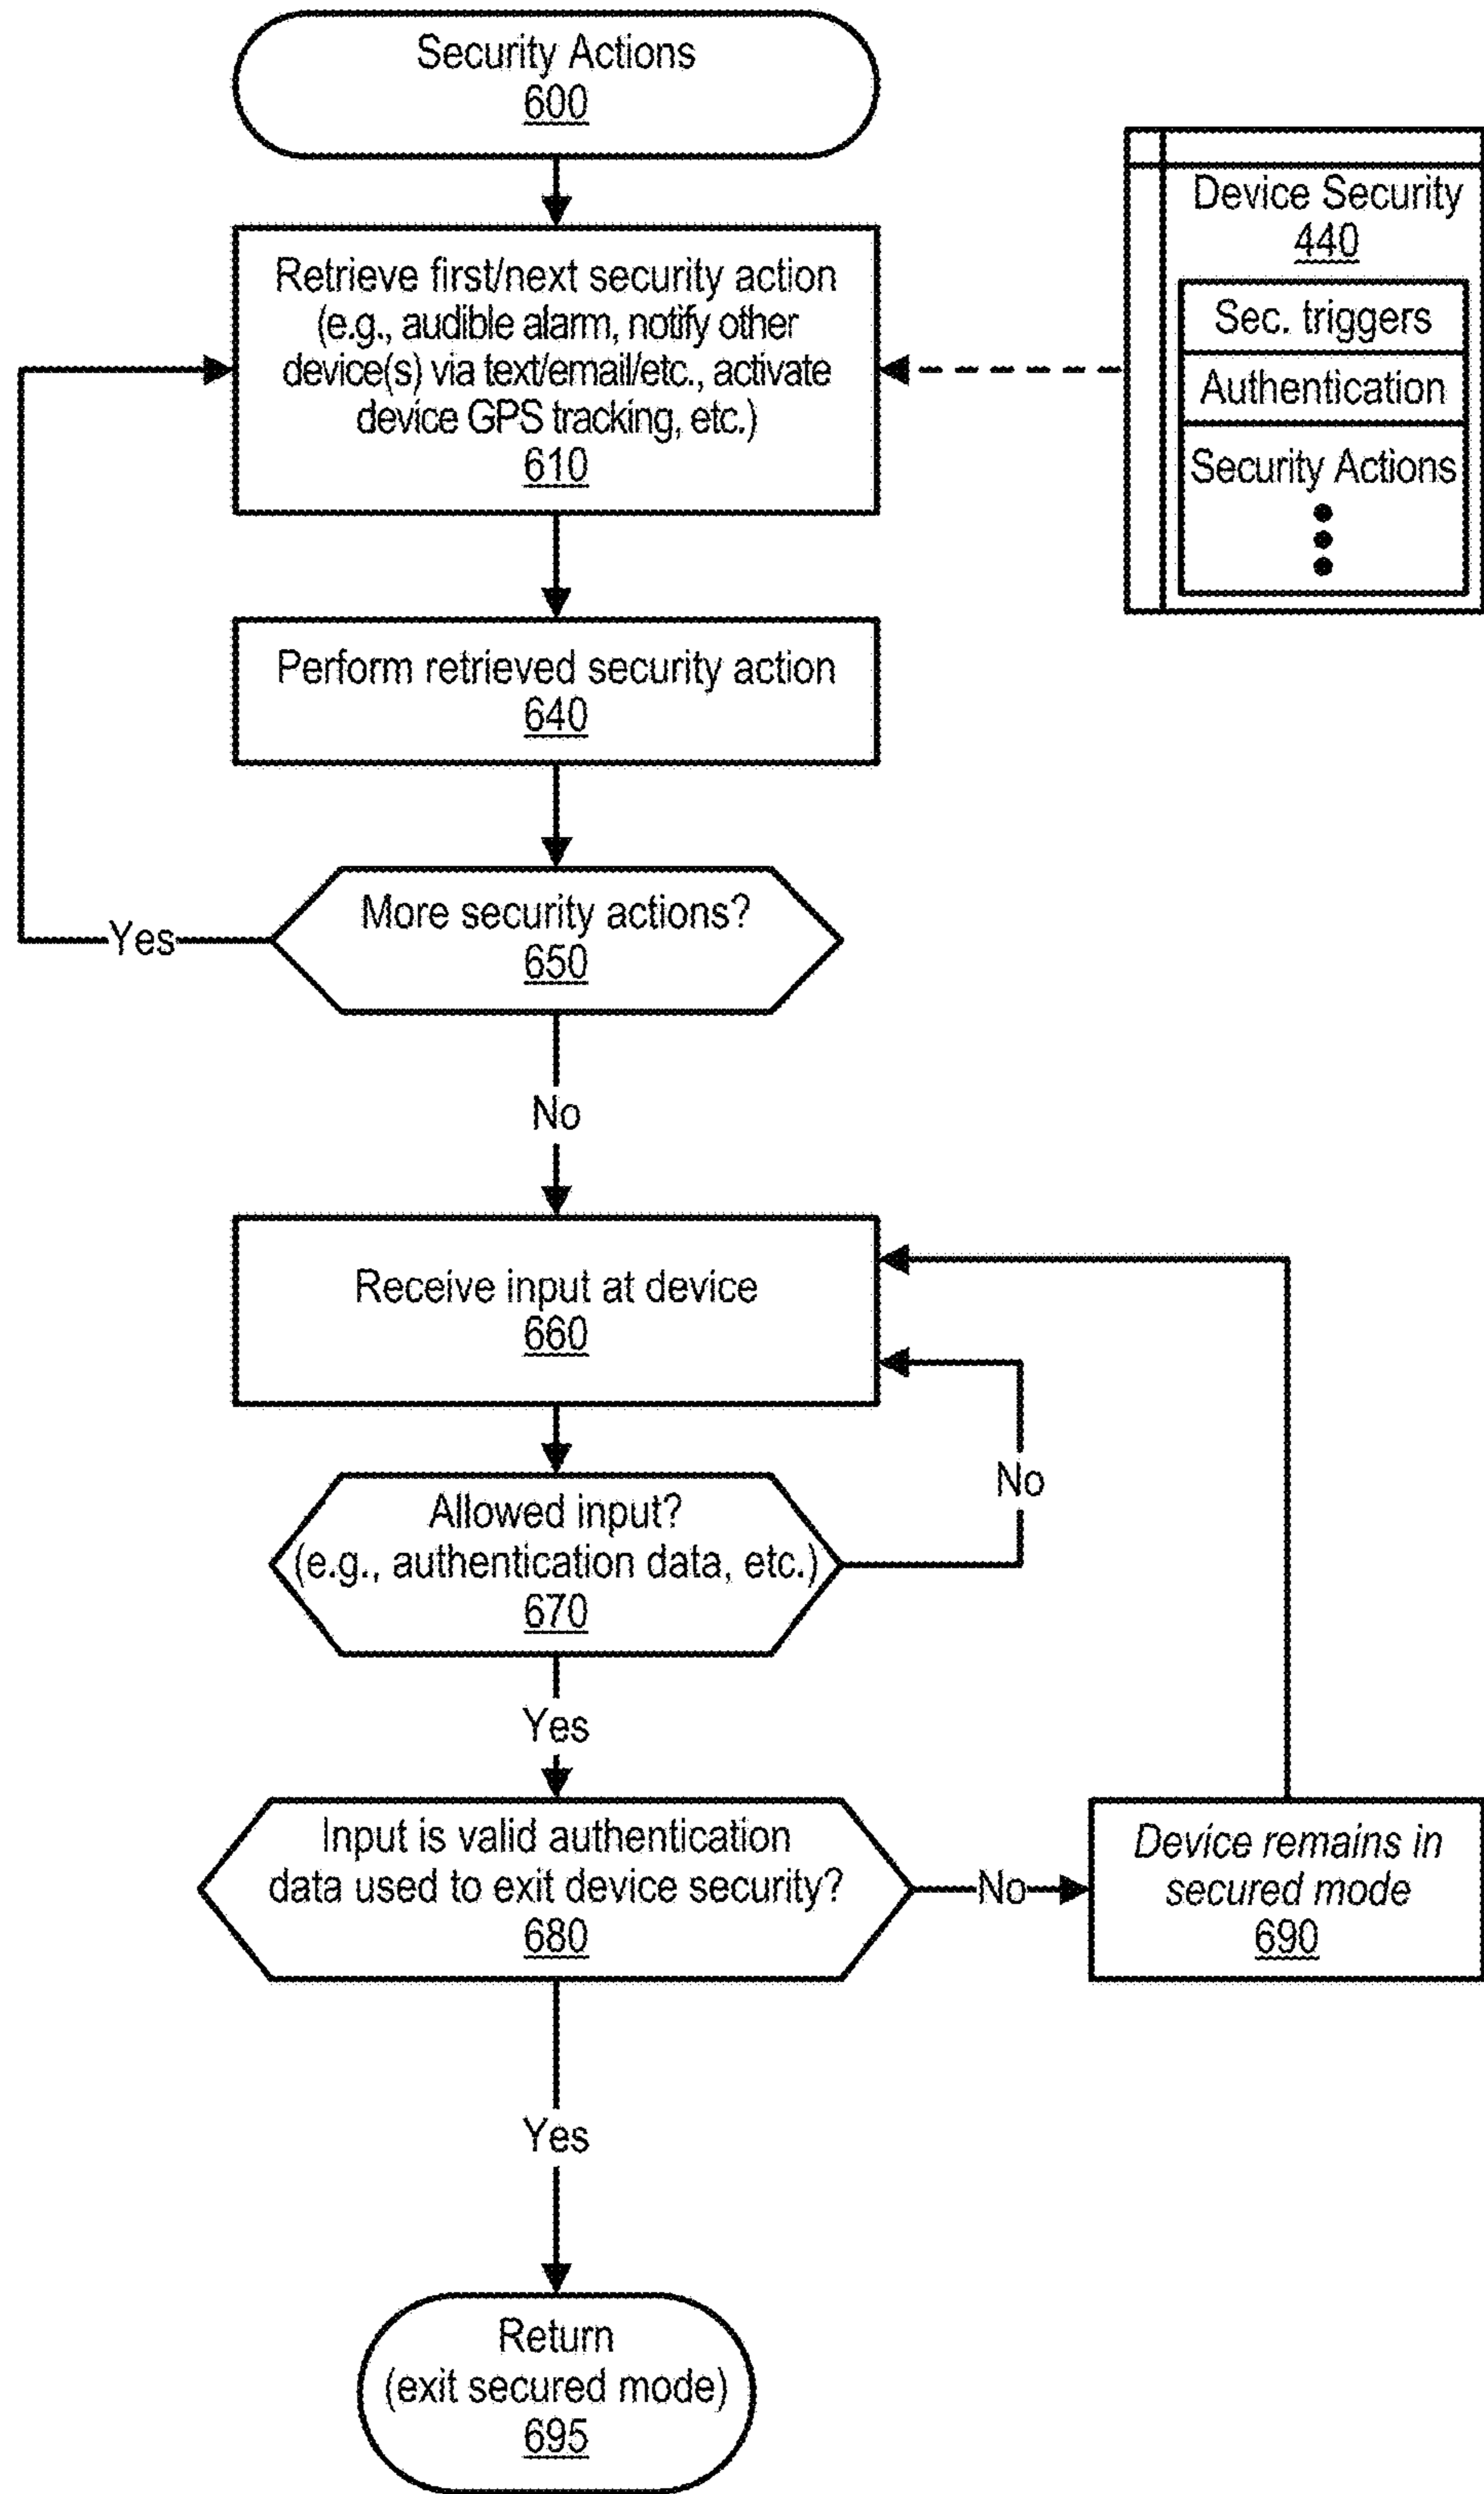 Security Actions
600
Retrieve first/next security action
(e.g., audible alarm, notify other
device(s) via text/email/etc., activate
device GPS tracking, etc.)
610
Device Security
440
Sec. triggers
Authentication
Security Actions
Perform retrieved security action
640
More security actions?
650
Yes
No
Receive input at device
660
Allowed input?
(e.g., authentication data, etc.)
670
No
Yes
Input is valid authentication
data used to exit device security?
680
No
Device remains in
secured mode
690
Yes
Return
(exit secured mode)
695